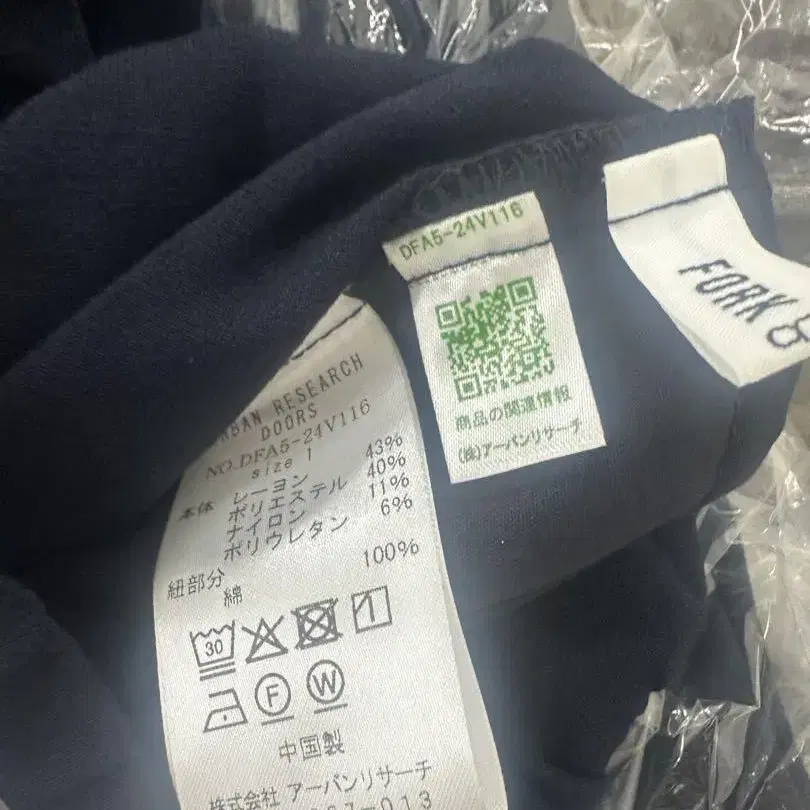 DFA5-24V116
商品の関連情報
(株)アーバンリサーチ
FORK &
URBAN RESEARCH
DOORS
NO.DFA5-24V116
size 1
本体 レーヨン 43%
ポリエステル 40%
ナイロン 11%
ポリウレタン 6%
紐部分
綿 100%
30
F W
中国製
株式会社 アーバンリサーチ